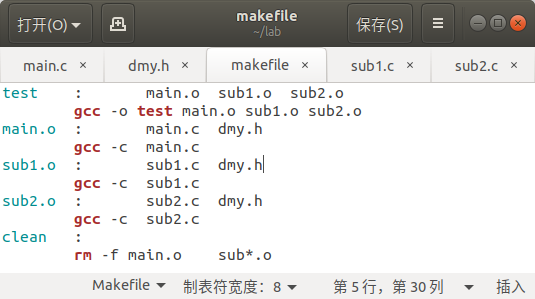 打开(O) makefile 保存(S)
~/lab
main.c × dmy.h × makefile × sub1.c × sub2.c ×
test : main.o sub1.o sub2.o
gcc -o test main.o sub1.o sub2.o
main.o : main.c dmy.h
gcc -c main.c
sub1.o : sub1.c dmy.h
gcc -c sub1.c
sub2.o : sub2.c dmy.h
gcc -c sub2.c
clean :
rm -f main.o sub*.o
Makefile 制表符宽度：8 第 5 行，第 30 列 插入